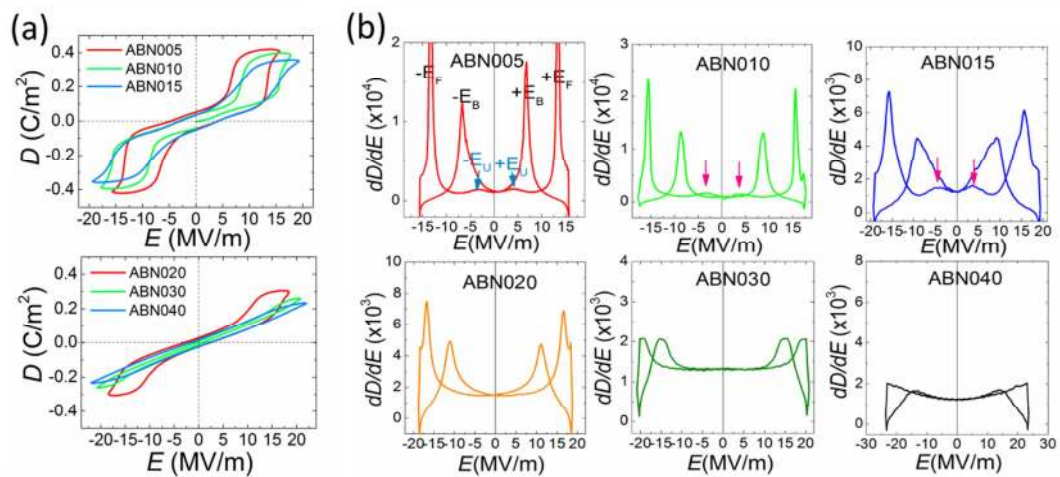 (a)
ABN005
ABN010
ABN015
D (C/m²)
0.4
0.2
0.0
-0.2
-0.4
-20 -15 -10 -5 0 5 10 15 20
E (MV/m)
ABN020
ABN030
ABN040
D (C/m²)
0.4
0.2
0.0
-0.2
-0.4
-20 -15 -10 -5 0 5 10 15 20
E (MV/m)
(b)
ABN005
-E_F
-E_B
+E_B
+E_F
-E_U +E_U
dD/dE (x10⁴)
2
1
0
-15 -10 -5 0 5 10 15
E(MV/m)
ABN010
dD/dE (x10⁴)
3
2
1
0
-15 -10 -5 0 5 10 15
E(MV/m)
ABN015
dD/dE (x10³)
10
8
6
4
2
0
-20 -15 -10 -5 0 5 10 15 20
E(MV/m)
ABN020
dD/dE (x10³)
10
8
6
4
2
0
-20 -15 -10 -5 0 5 10 15 20
E(MV/m)
ABN030
dD/dE (x10³)
4
3
2
1
0
-20 -15 -10 -5 0 5 10 15 20
E(MV/m)
ABN040
dD/dE (x10³)
8
6
4
2
0
-30 -20 -10 0 10 20 30
E(MV/m)